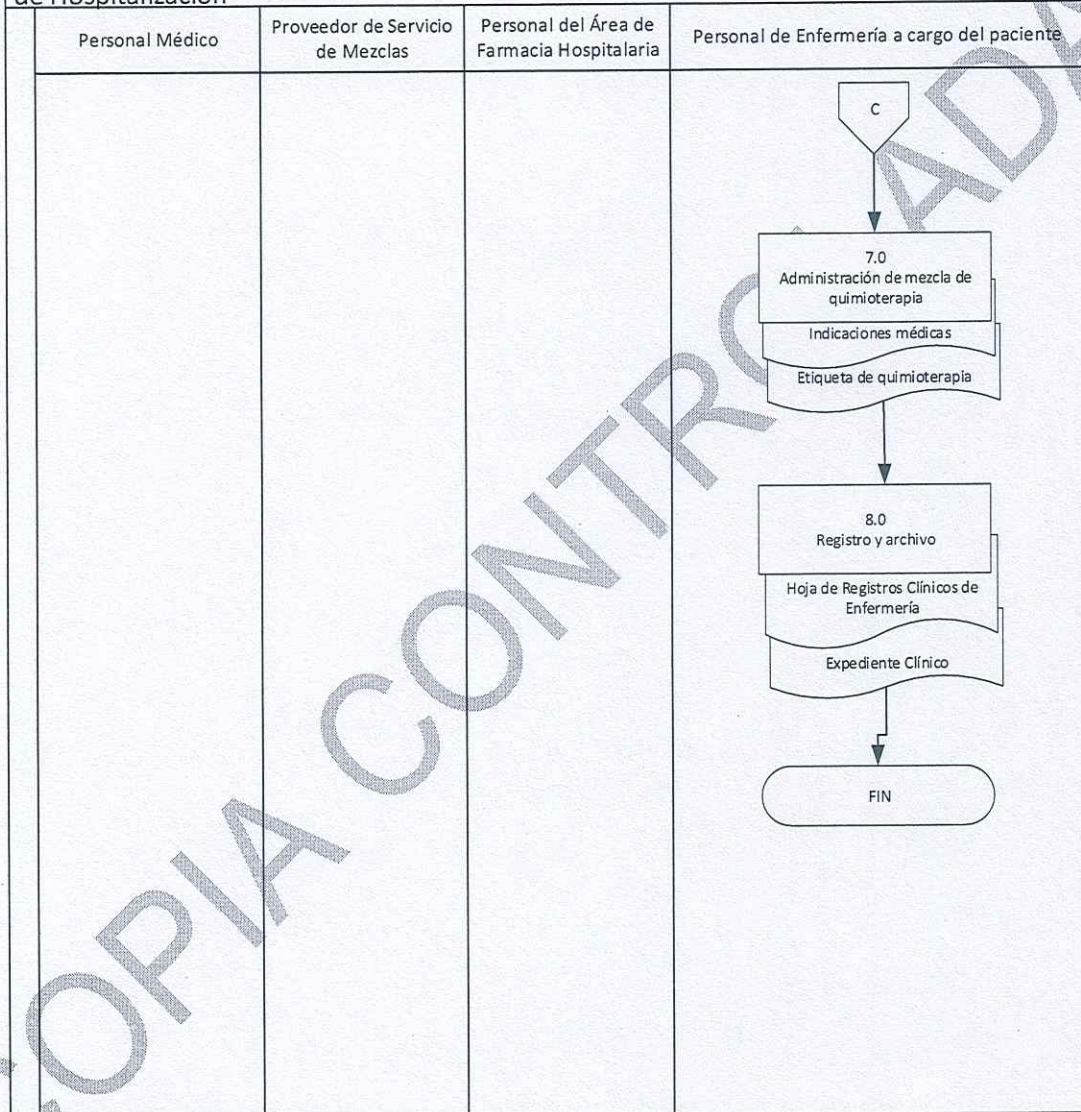 de Hospitalización
Personal Médico
Proveedor de Servicio
de Mezclas
Personal del Área de
Farmacia Hospitalaria
Personal de Enfermería a cargo del paciente
C
7.0
Administración de mezcla de
quimioterapia
Indicaciones médicas
Etiqueta de quimioterapia
8.0
Registro y archivo
Hoja de Registros Clínicos de
Enfermería
Expediente Clínico
FIN
COPIA CONTROLADA